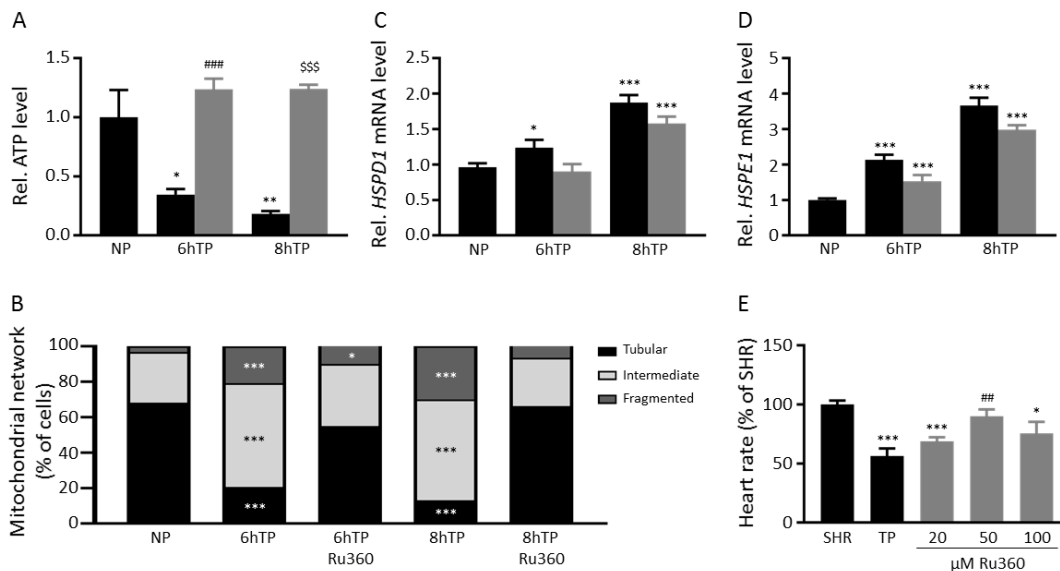 A
Rel. ATP level
1.5
1.0
0.5
0.0
*
###
**
$$$
NP
6hTP
8hTP
C
Rel. HSPD1 mRNA level
2.5
2.0
1.5
1.0
0.5
0.0
*
***
***
NP
6hTP
8hTP
D
Rel. HSPE1 mRNA level
5
4
3
2
1
0
***
***
***
***
NP
6hTP
8hTP
B
Mitochondrial network
(% of cells)
100
80
60
40
20
0
***
***
***
*
***
***
***
NP
6hTP
6hTP
Ru360
8hTP
8hTP
Ru360
Tubular
Intermediate
Fragmented
E
Heart rate (% of SHR)
150
100
50
0
***
***
##
*
SHR
TP
20
50
100
µM Ru360